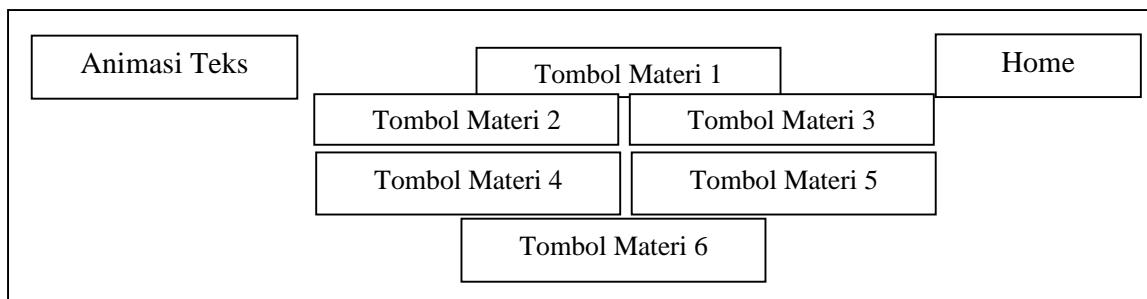 Animasi Teks
Tombol Materi 1
Home
Tombol Materi 2
Tombol Materi 3
Tombol Materi 4
Tombol Materi 5
Tombol Materi 6